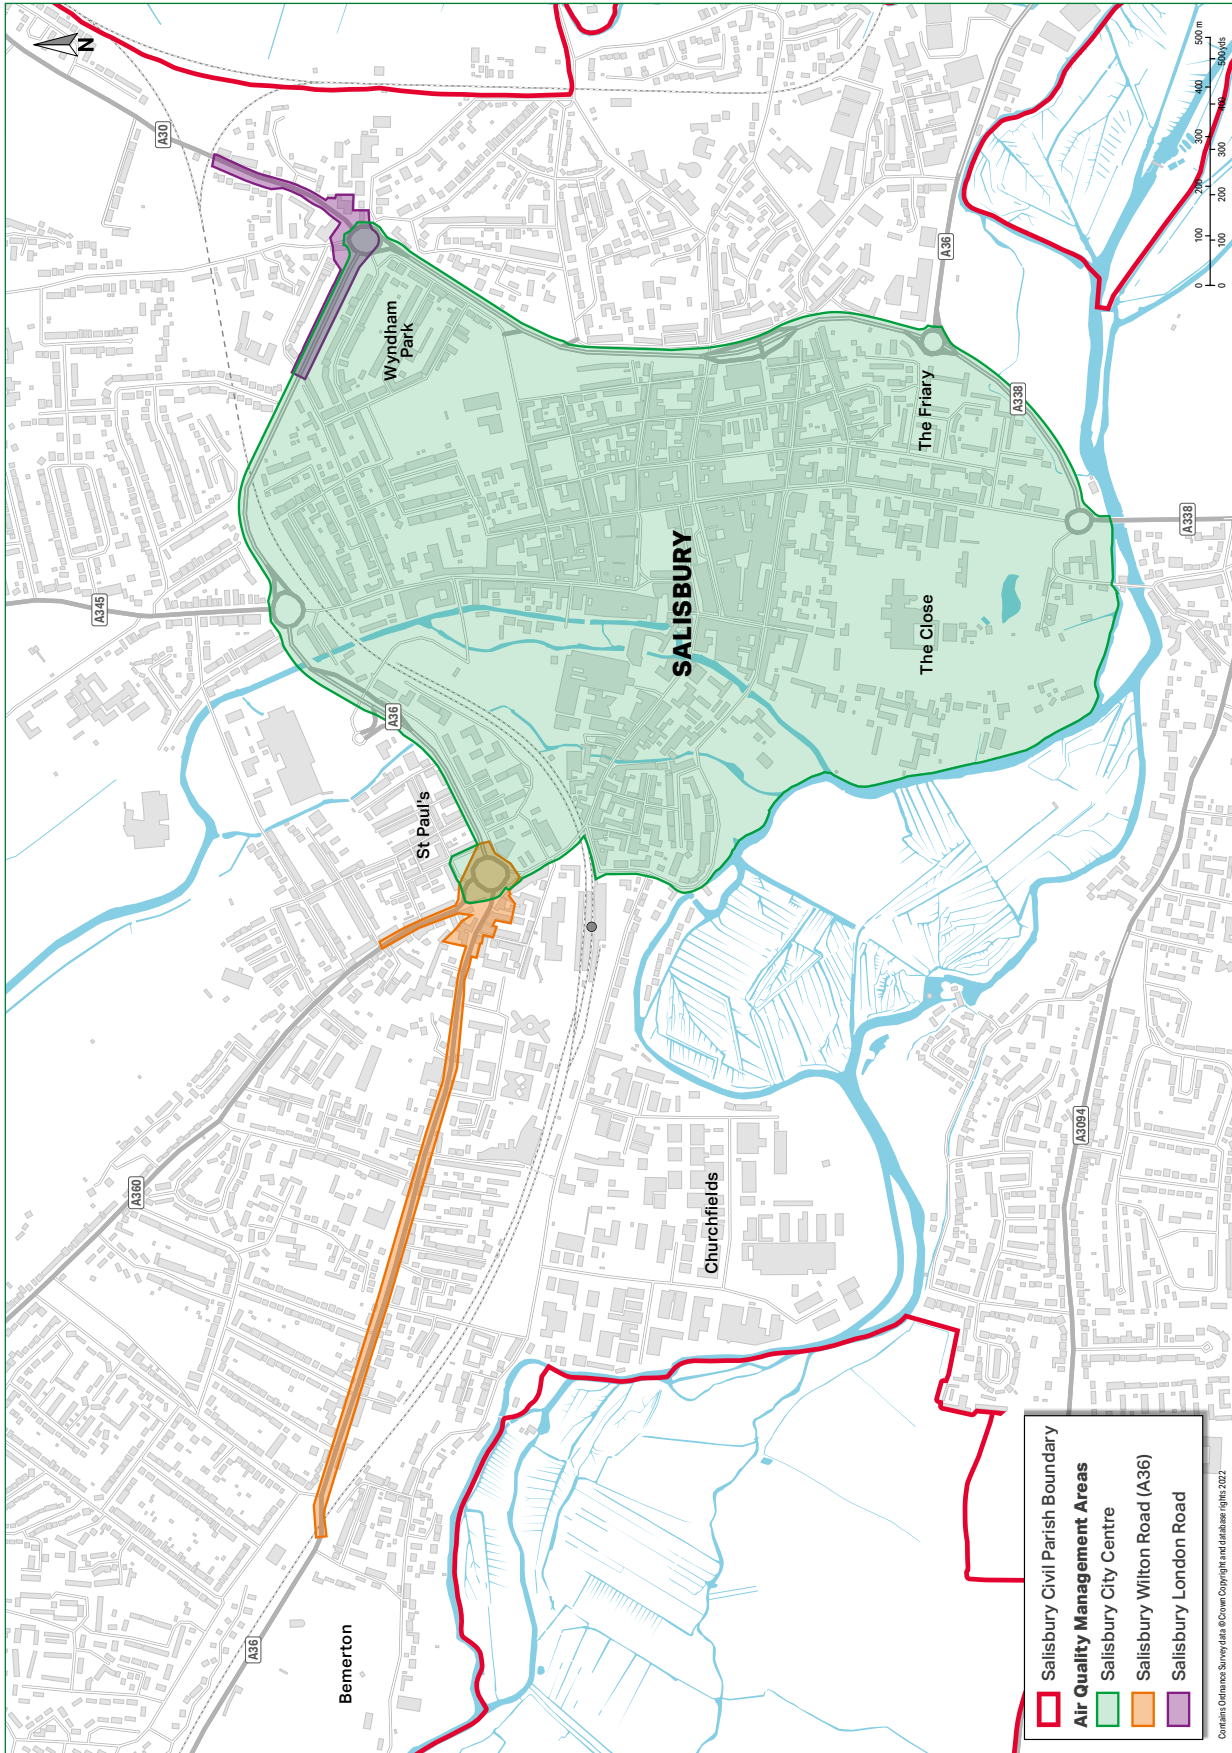 N
A30
A345
A36
A360
A36
St Paul's
Wyndham
Park
Bemerton
SALISBURY
Churchfields
The Close
The Friary
A36
A338
A338
A3094
Salisbury Civil Parish Boundary
Air Quality Management Areas
Salisbury City Centre
Salisbury Wilton Road (A36)
Salisbury London Road
0 100 200 300 400 500 m
0 100 200 300 400 500 yds
Contains Ordnance Survey data © Crown Copyright and database rights 2022